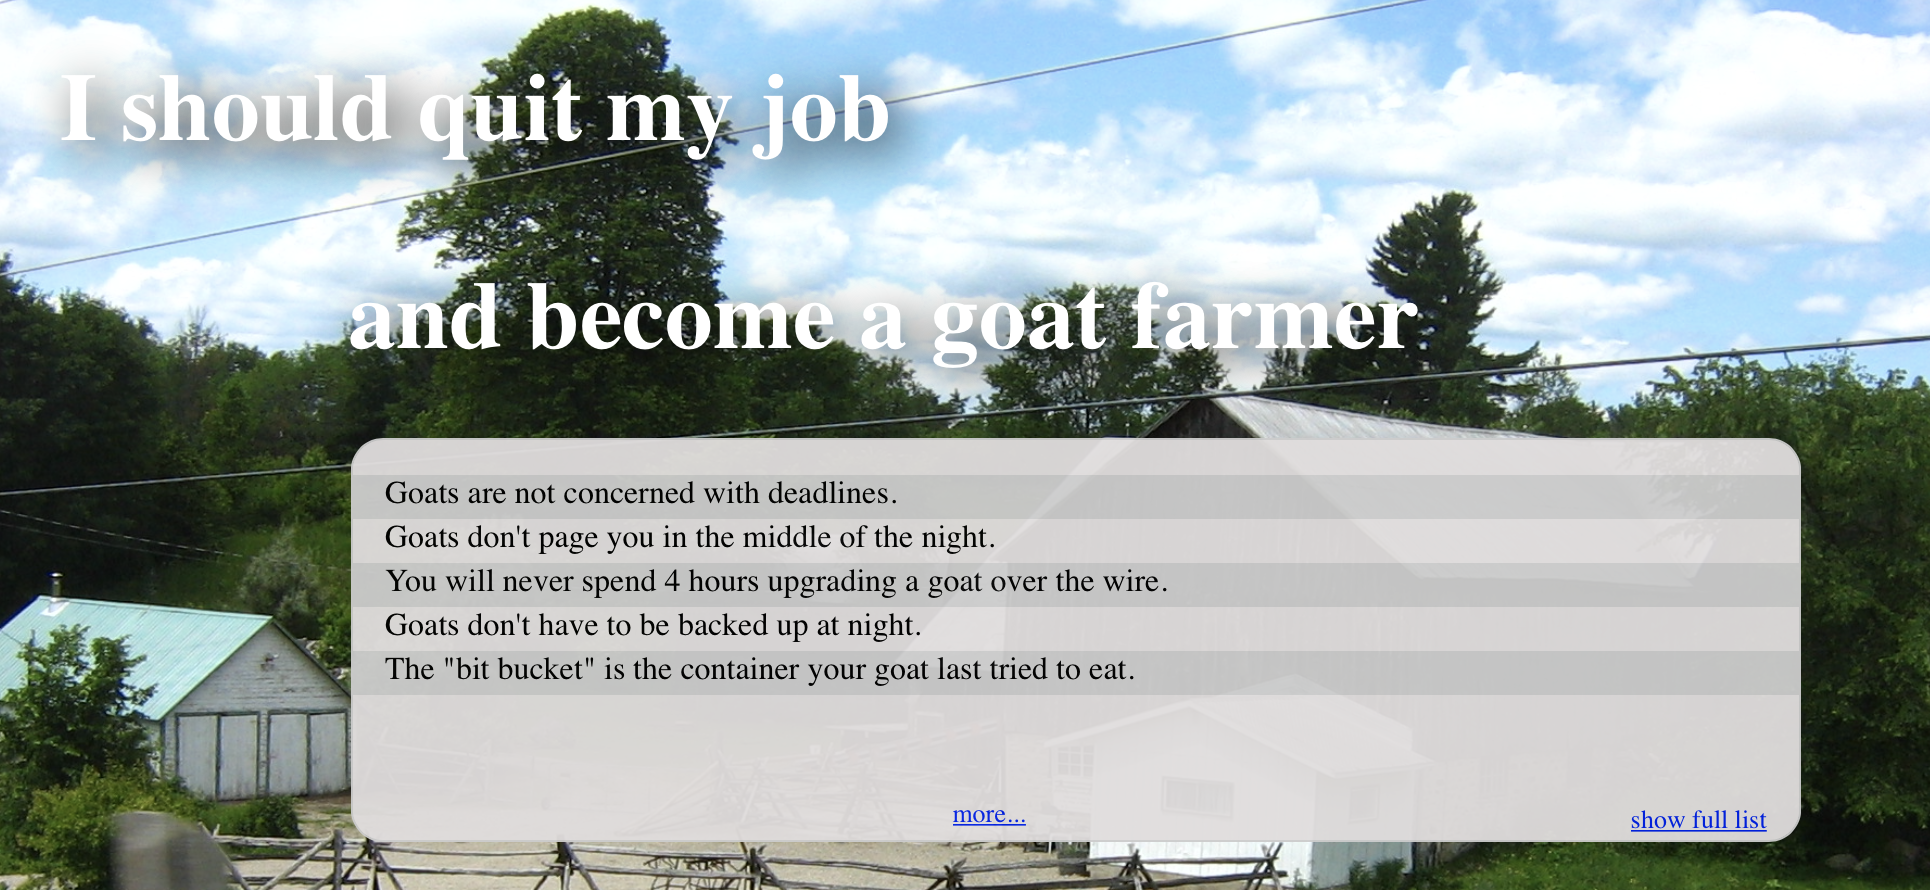 I should quit my job
and become a goat farmer
Goats are not concerned with deadlines.
Goats don't page you in the middle of the night.
You will never spend 4 hours upgrading a goat over the wire.
Goats don't have to be backed up at night.
The "bit bucket" is the container your goat last tried to eat.
more...
show full list